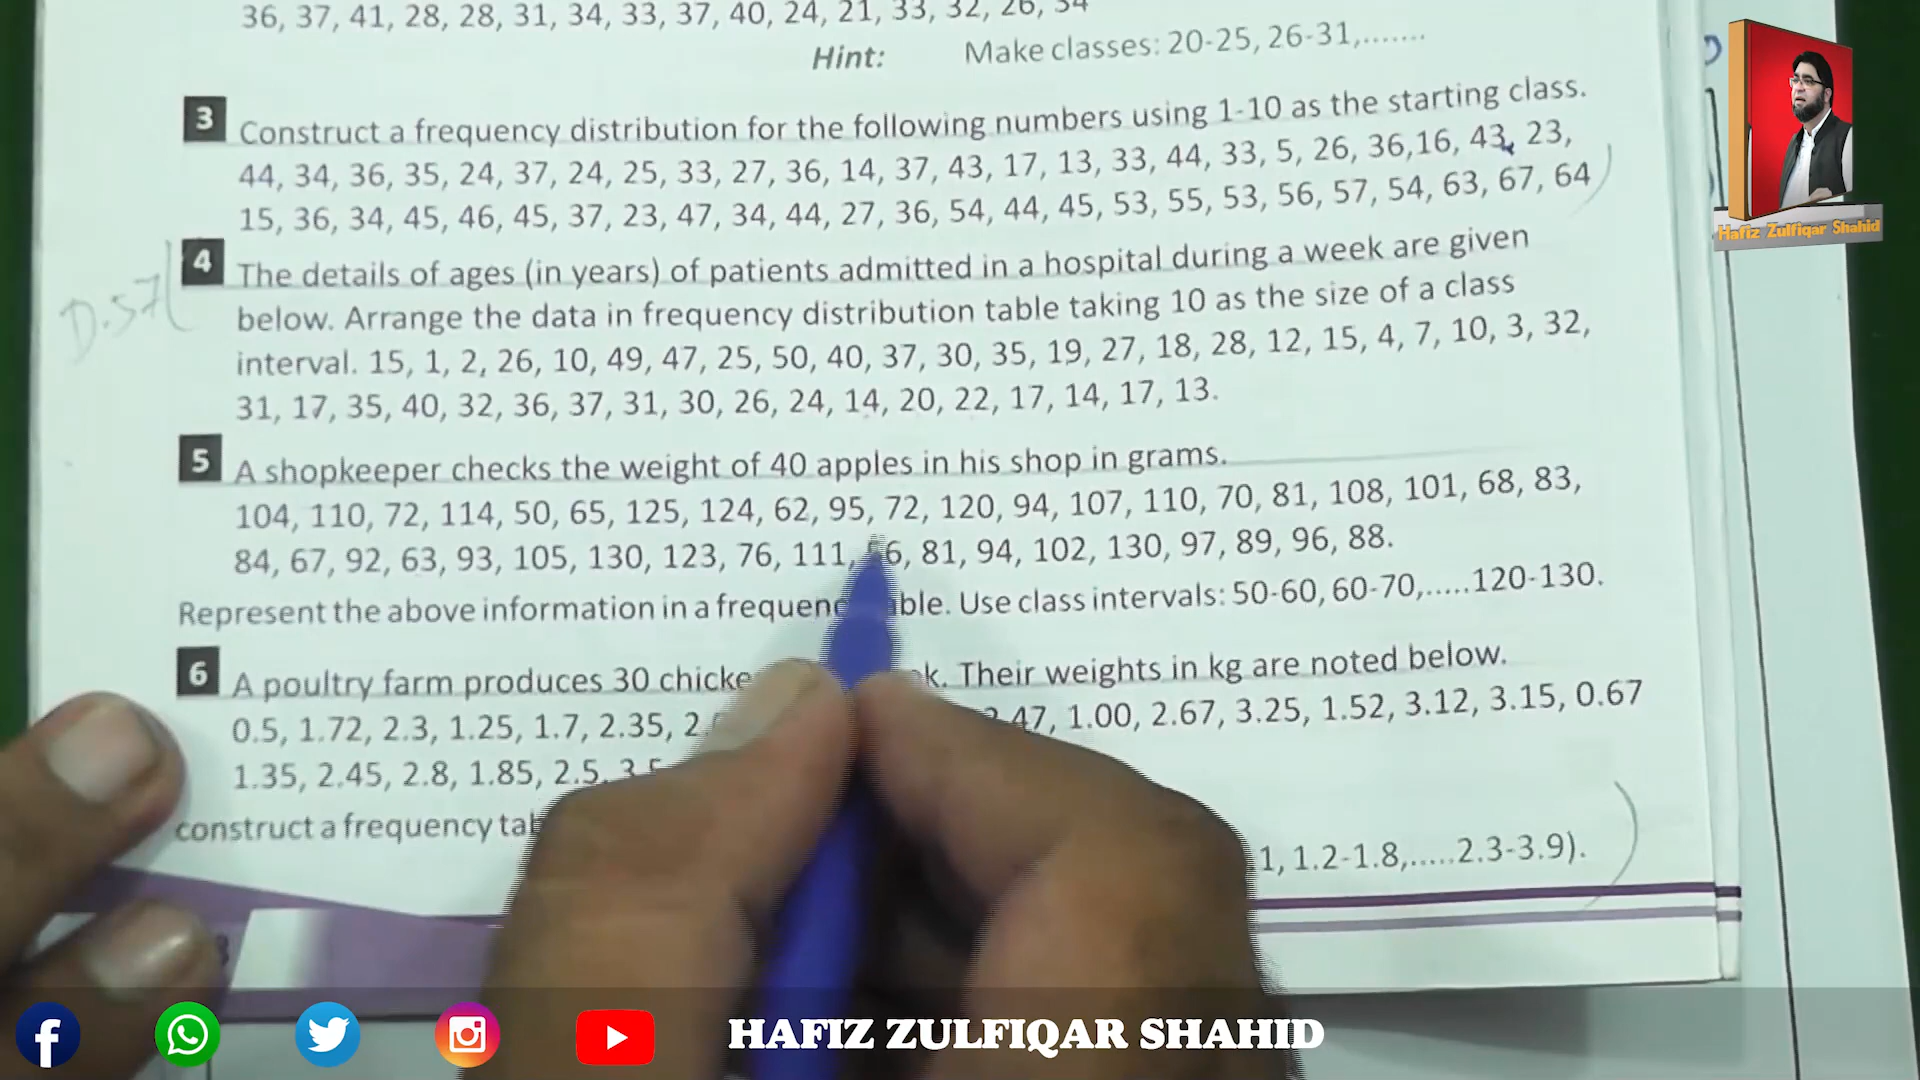 36, 37, 41, 28, 28, 31, 34, 33, 37, 40, 24, 21, 33, 32, 26, 34
Hint: Make classes: 20-25, 26-31,.......
3 Construct a frequency distribution for the following numbers using 1-10 as the starting class.
44, 34, 36, 35, 24, 37, 24, 25, 33, 27, 36, 14, 37, 43, 17, 13, 33, 44, 33, 5, 26, 36,16, 43, 23,
15, 36, 34, 45, 46, 45, 37, 23, 47, 34, 44, 27, 36, 54, 44, 45, 53, 55, 53, 56, 57, 54, 63, 67, 64
4 The details of ages (in years) of patients admitted in a hospital during a week are given
below. Arrange the data in frequency distribution table taking 10 as the size of a class
interval. 15, 1, 2, 26, 10, 49, 47, 25, 50, 40, 37, 30, 35, 19, 27, 18, 28, 12, 15, 4, 7, 10, 3, 32,
31, 17, 35, 40, 32, 36, 37, 31, 30, 26, 24, 14, 20, 22, 17, 14, 17, 13.
D.57
5 A shopkeeper checks the weight of 40 apples in his shop in grams.
104, 110, 72, 114, 50, 65, 125, 124, 62, 95, 72, 120, 94, 107, 110, 70, 81, 108, 101, 68, 83,
84, 67, 92, 63, 93, 105, 130, 123, 76, 111, 81, 94, 102, 130, 97, 89, 96, 88.
Represent the above information in a Use class intervals: 50-60, 60-70,.....120-130.
6 A poultry farm produces 30 Their weights in kg are noted below.
0.5, 1.72, 2.3, 1.25, 1.7, 2.35, 1.00, 2.67, 3.25, 1.52, 3.12, 3.15, 0.67
1.35, 2.45, 2.8, 1.85, 2.5,
construct a frequency 1.2-1.8,.....2.3-3.9).
Hafiz Zulfiqar Shahid
HAFIZ ZULFIQAR SHAHID